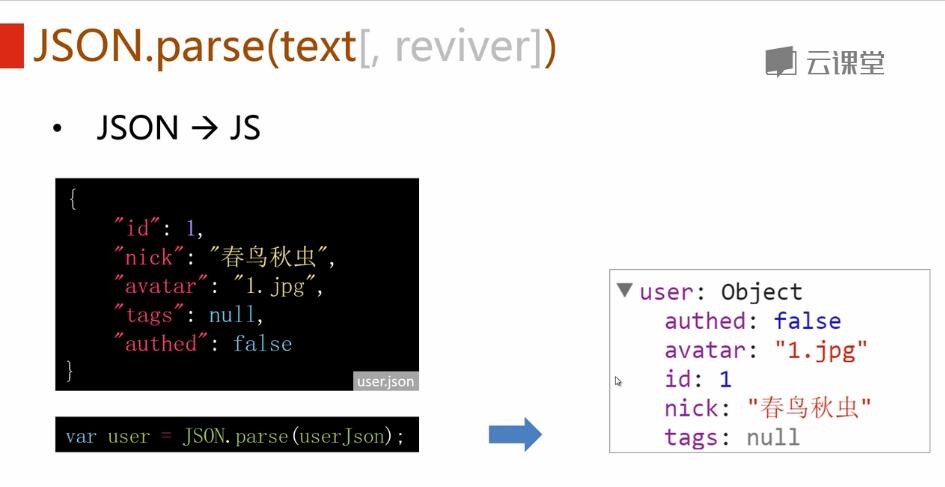 JSON.parse(text[, reviver])
云课堂
• JSON → JS
{
"id": 1,
"nick": "春鸟秋虫",
"avatar": "1.jpg",
"tags": null,
"authed": false
}
user.json
var user = JSON.parse(userJson);
▼ user: Object
authed: false
avatar: "1.jpg"
id: 1
nick: "春鸟秋虫"
tags: null